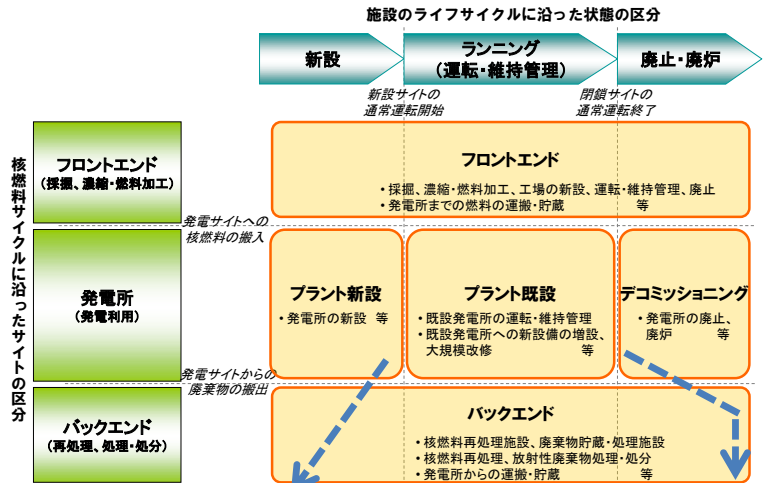 施設のライフサイクルに沿った状態の区分
新設
ランニング
(運転・維持管理)
廃止・廃炉
新設サイトの
通常運転開始
閉鎖サイトの
通常運転終了
核燃料サイクルに沿ったサイトの区分
フロントエンド
(採掘、濃縮・燃料加工)
フロントエンド
・採掘、濃縮・燃料加工、工場の新設、運転・維持管理、廃止
・発電所までの燃料の運搬・貯蔵 等
発電サイトへの
核燃料の搬入
発電所
(発電利用)
プラント新設
・発電所の新設 等
プラント既設
・既設発電所の運転・維持管理
・既設発電所への新設備の増設、
大規模改修 等
デコミッショニング
・発電所の廃止、
廃炉 等
発電サイトからの
廃棄物の搬出
バックエンド
(再処理、処理・処分)
バックエンド
・核燃料再処理施設、廃棄物貯蔵・処理施設
・核燃料再処理、放射性廃棄物処理・処分
・発電所からの運搬・貯蔵 等